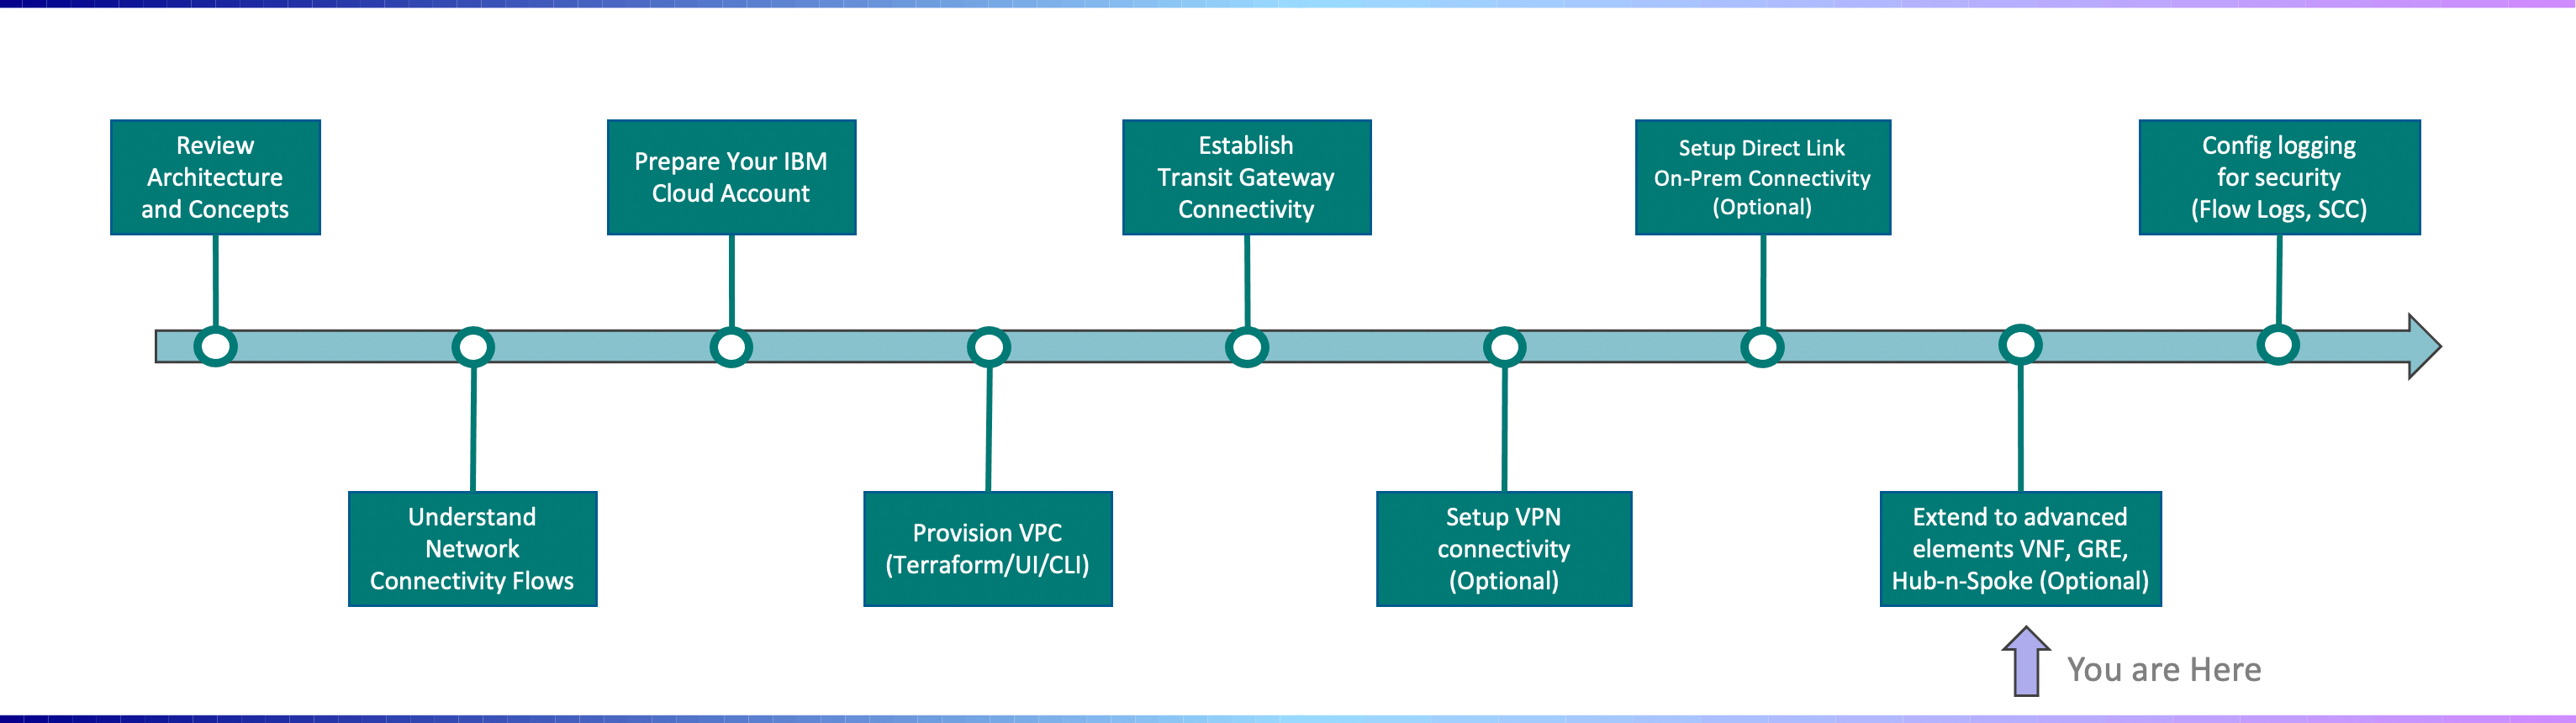 Review
Architecture
and Concepts
Understand
Network
Connectivity Flows
Prepare Your IBM
Cloud Account
Provision VPC
(Terraform/UI/CLI)
Establish
Transit Gateway
Connectivity
Setup VPN
connectivity
(Optional)
Setup Direct Link
On-Prem Connectivity
(Optional)
Extend to advanced
elements VNF, GRE,
Hub-n-Spoke (Optional)
Config logging
for security
(Flow Logs, SCC)
You are Here